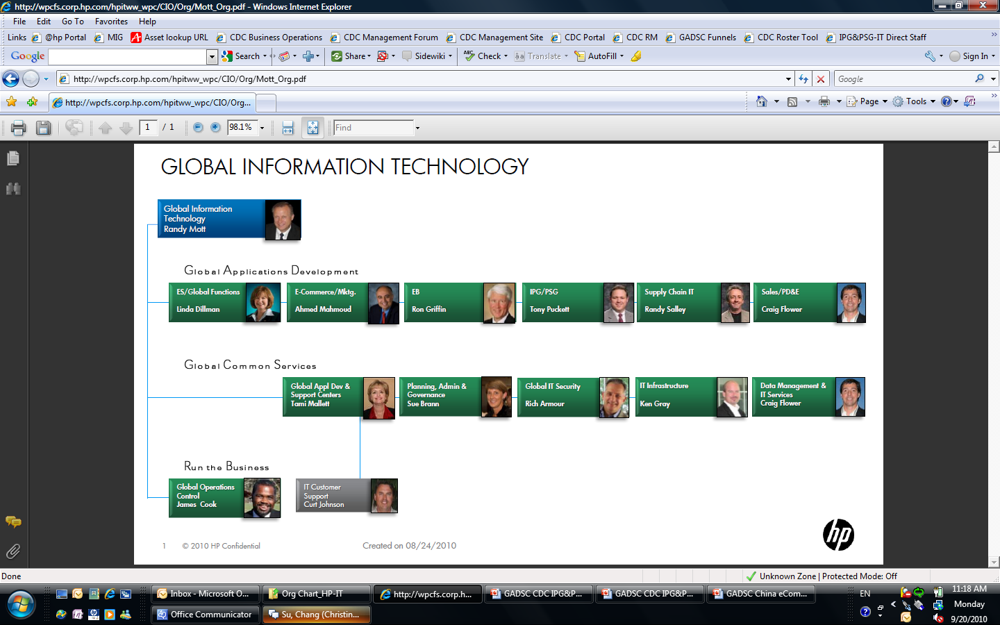 http://wpcfs.corp.hp.com/hpitww_wpc/CIO/Org/Mott_Org.pdf - Windows Internet Explorer
File Edit Go To Favorites Help
Links @hp Portal MIG Asset lookup URL CDC Business Operations CDC Management Forum CDC Management Site CDC Portal CDC RM GADSC Funnels CDC Roster Tool IPG&PSG-IT Direct Staff
Google Search Share Sidewiki Check Translate AutoFill Sign In
http://wpcfs.corp.hp.com/hpitww_wpc/CIO/Org/Mott_Org.pdf Google
http://wpcfs.corp.hp.com/hpitww_wpc/CIO/Org... Page Tools
1 / 1 98.1% Find
GLOBAL INFORMATION TECHNOLOGY
Global Information
Technology
Randy Mott
Global Applications Development
ES/Global Functions
Linda Dillman
E-Commerce/Mktg.
Ahmed Mahmoud
EB
Ron Griffin
IPG/PSG
Tony Puckett
Supply Chain IT
Randy Salley
Sales/PD&E
Craig Flower
Global Common Services
Global Appl Dev &
Support Centers
Tami Mallett
Planning, Admin &
Governance
Sue Brann
Global IT Security
Rich Armour
IT Infrastructure
Ken Gray
Data Management &
IT Services
Craig Flower
Run the Business
Global Operations
Control
James Cook
IT Customer
Support
Curt Johnson
1 © 2010 HP Confidential Created on 08/24/2010
hp
Done Unknown Zone | Protected Mode: Off
Inbox - Microsoft O... Org Chart_HP-IT http://wpcfs.corp.h... GADSC CDC IPG&P... GADSC CDC IPG&P... GADSC China eCom... EN 11:18 AM
Monday
Office Communicator Su, Chang (Christin... 9/20/2010